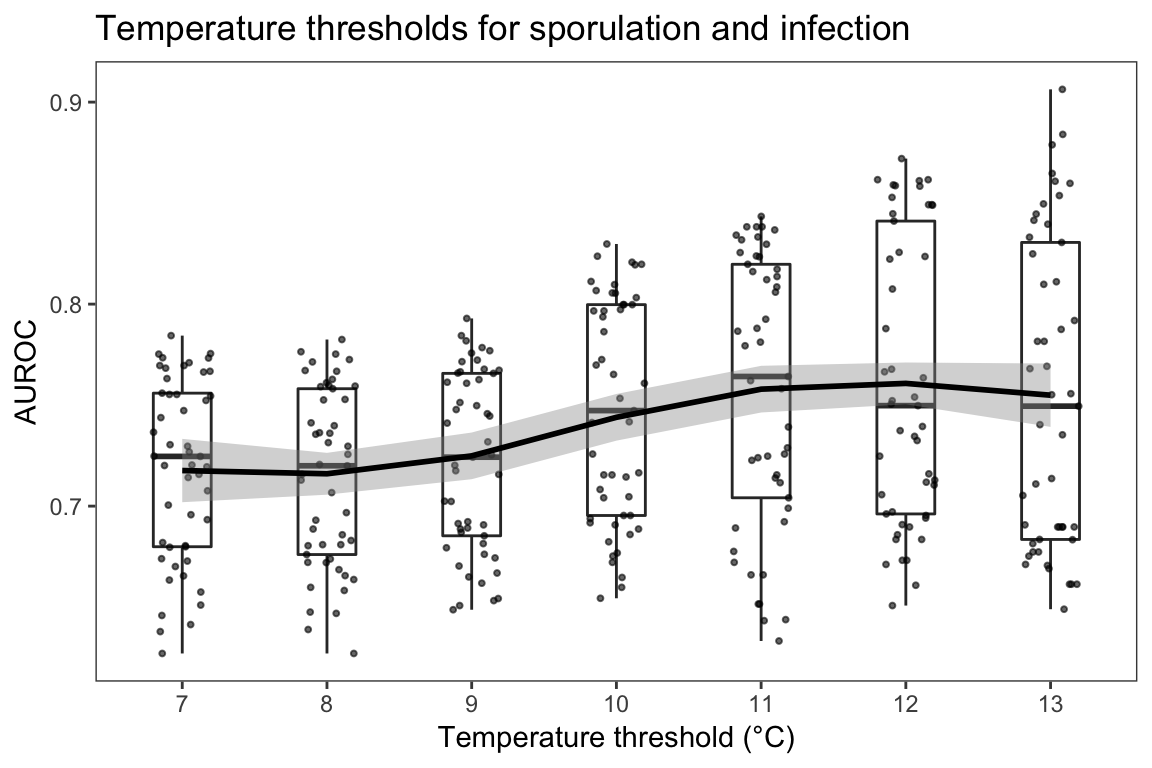 Temperature thresholds for sporulation and infection
AUROC
0.9
0.8
0.7
7 8 9 10 11 12 13
Temperature threshold (°C)